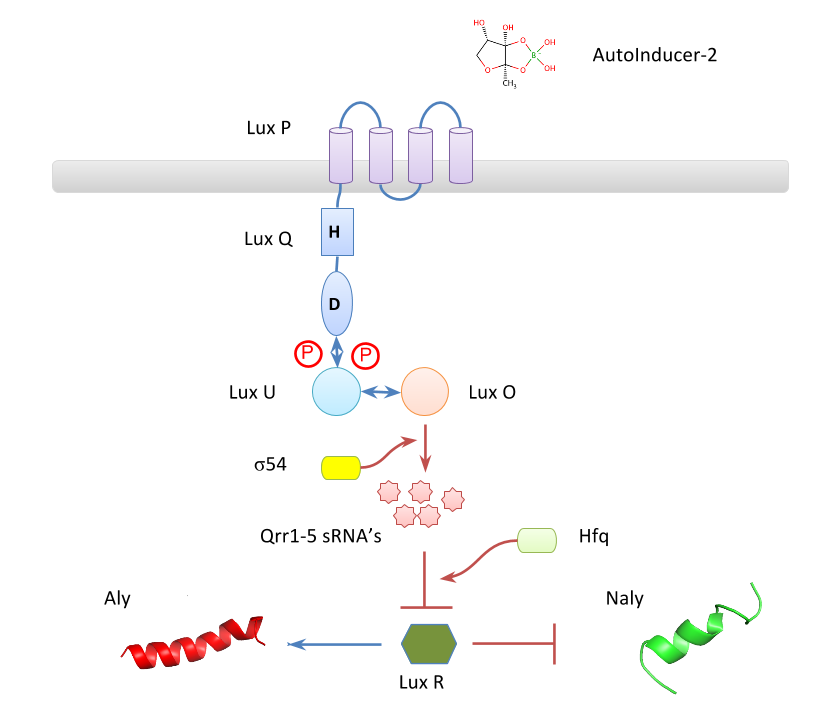 HO
OH
O
OH
B
-
O
O
OH
CH3
AutoInducer-2
Lux P
H
Lux Q
D
P P
Lux U
Lux O
σ54
Qrr1-5 sRNA's
Hfq
Aly
Naly
Lux R